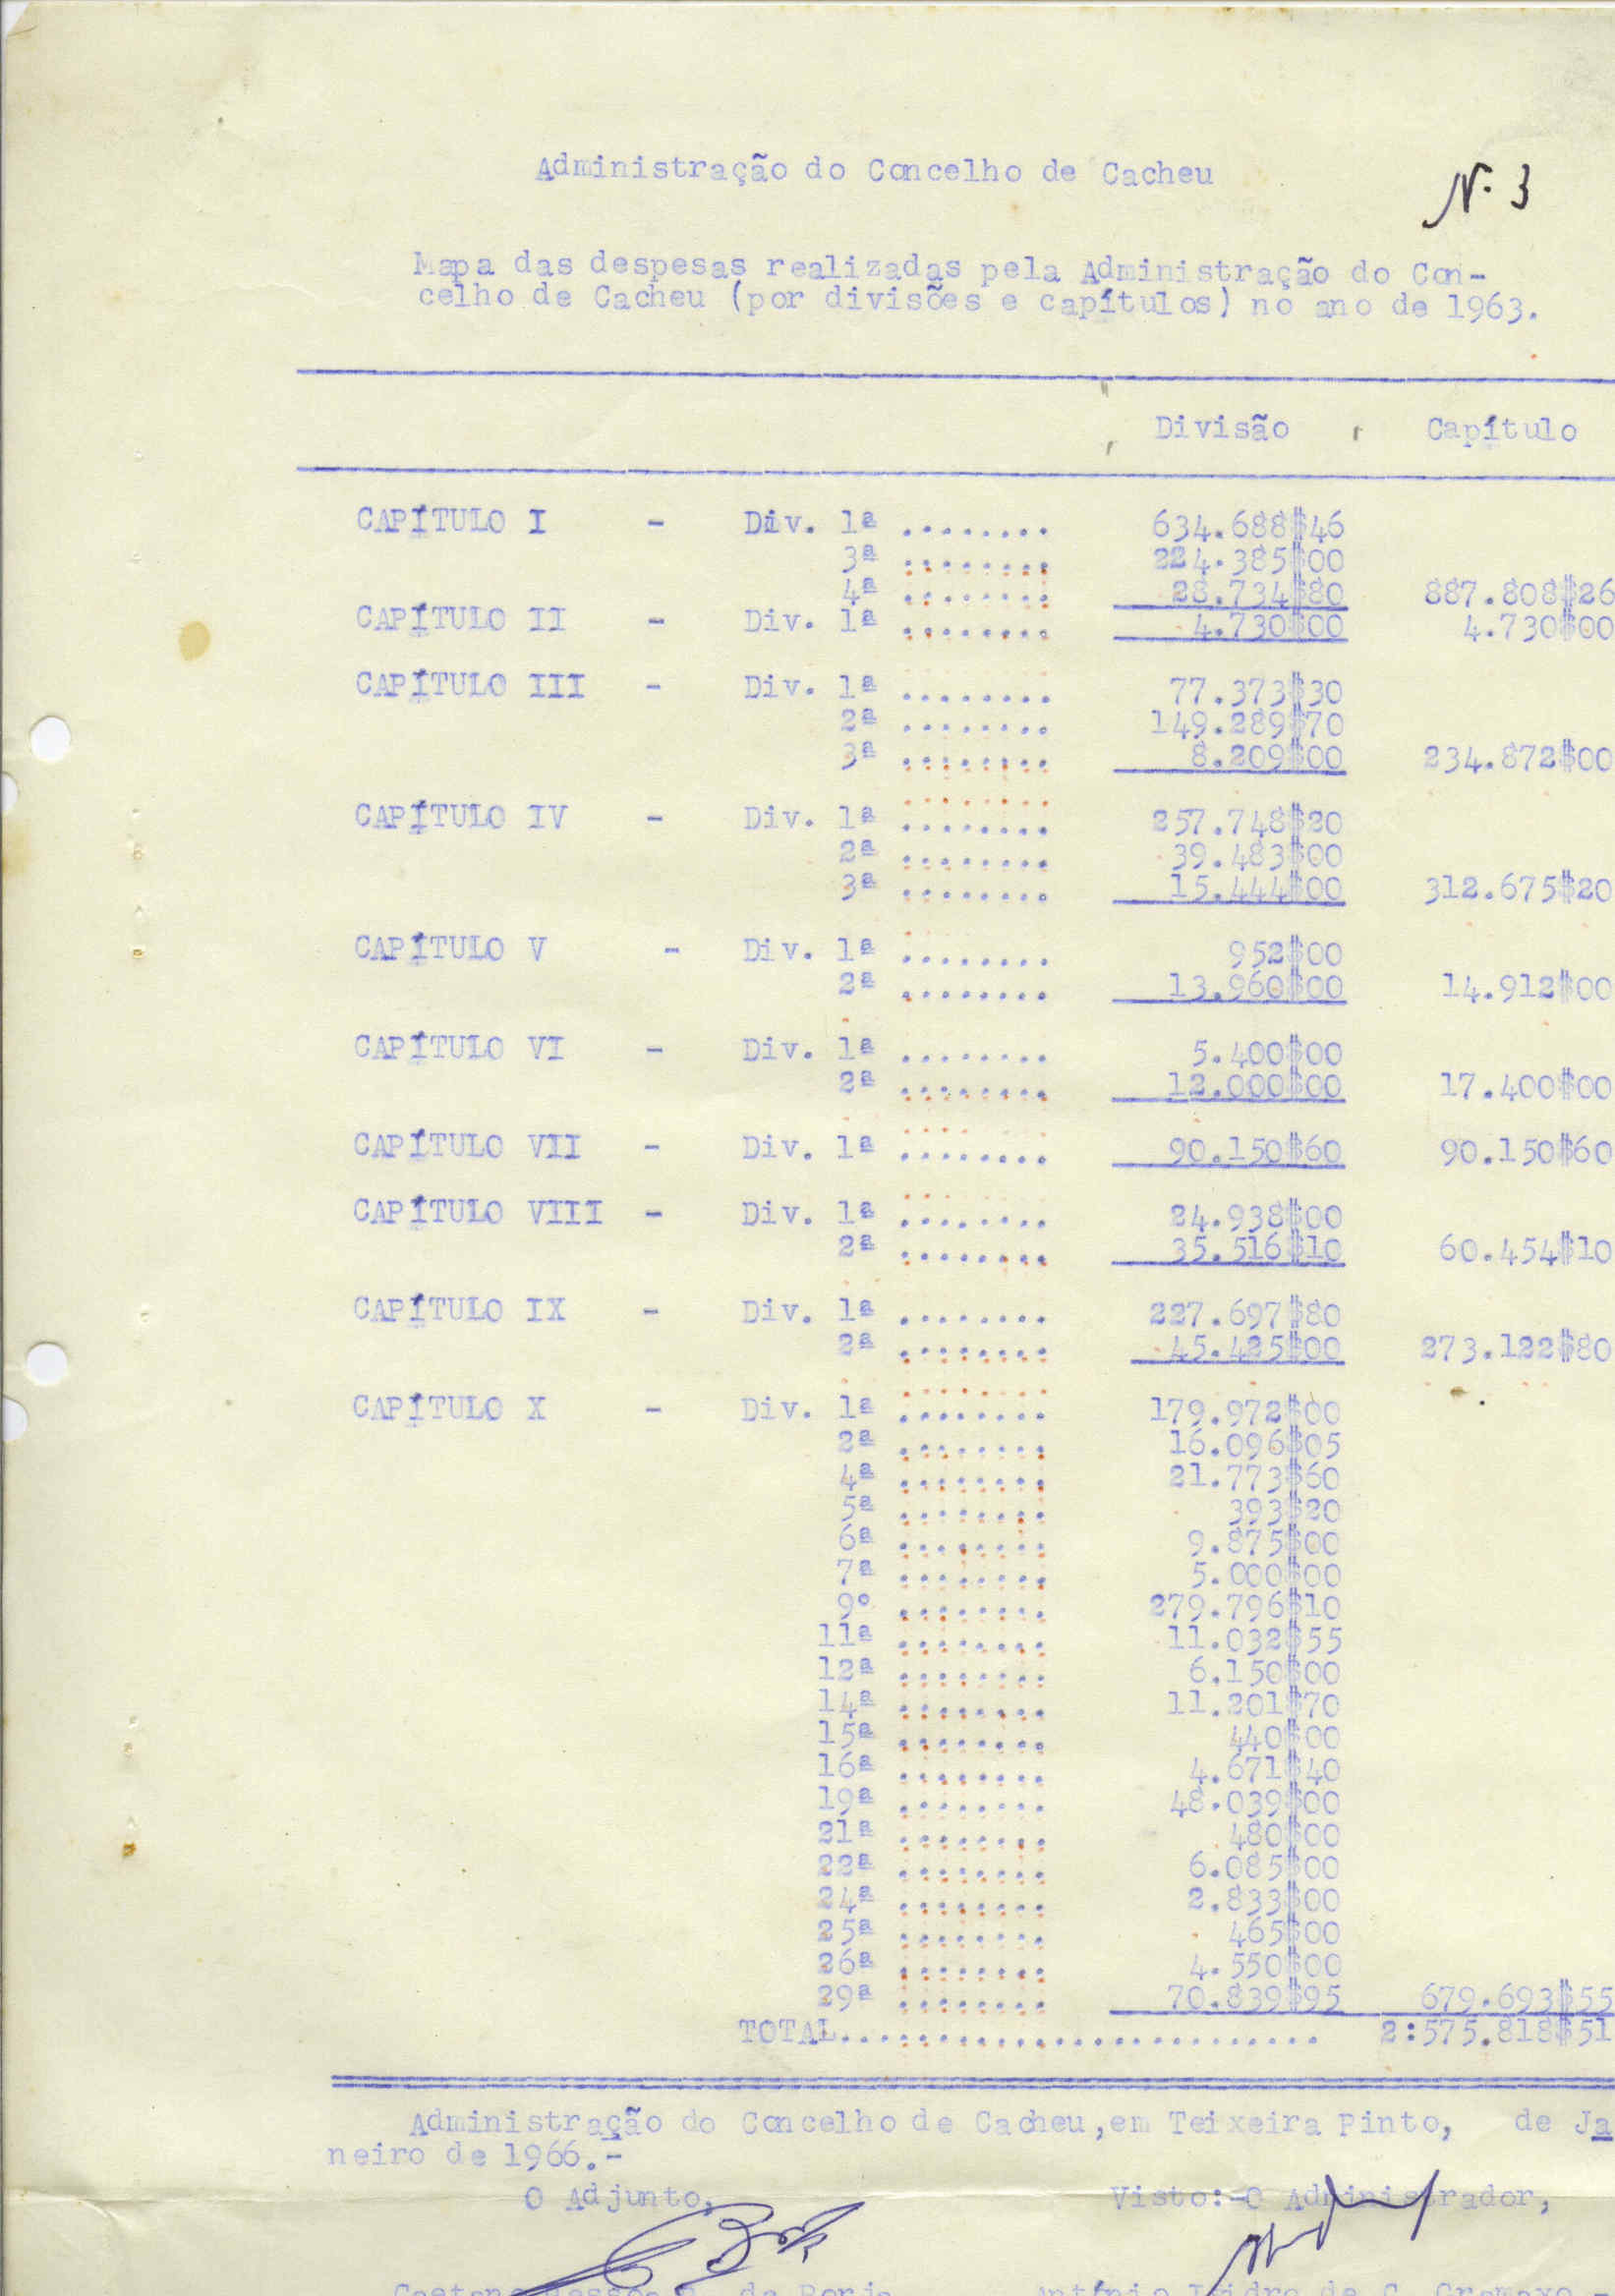 Administração do Concelho de Cacheu
N. 3
Mapa das despesas realizadas pela Administração do Con-
celho de Cacheu (por divisões e capítulos) no ano de 1963.
Divisão Capítulo
CAPÍTULO I - Div. 1ª ........ 634.688$46
3ª ........ 224.385$00
4ª ........ 28.734$80 887.808$26
CAPÍTULO II - Div. 1ª ........ 4.730$00 4.730$00
CAPÍTULO III - Div. 1ª ........ 77.373$30
2ª ........ 149.289$70
3ª ........ 8.209$00 234.872$00
CAPÍTULO IV - Div. 1ª ........ 257.748$20
2ª ........ 39.483$00
3ª ........ 15.444$00 312.675$20
CAPÍTULO V - Div. 1ª ........ 952$00
2ª ........ 13.960$00 14.912$00
CAPÍTULO VI - Div. 1ª ........ 5.400$00
2ª ........ 12.000$00 17.400$00
CAPÍTULO VII - Div. 1ª ........ 90.150$60 90.150$60
CAPÍTULO VIII - Div. 1ª ........ 24.938$00
2ª ........ 35.516$10 60.454$10
CAPÍTULO IX - Div. 1ª ........ 227.697$80
2ª ........ 45.425$00 273.122$80
CAPÍTULO X - Div. 1ª ........ 179.972$00
2ª ........ 16.096$05
4ª ........ 21.773$60
5ª ........ 393$20
6ª ........ 9.875$00
7ª ........ 5.000$00
9º ........ 279.796$10
11ª ........ 11.032$55
12ª ........ 6.150$00
14ª ........ 11.201$70
15ª ........ 440$00
16ª ........ 4.671$40
19ª ........ 48.039$00
21ª ........ 480$00
22ª ........ 6.085$00
24ª ........ 2.833$00
25ª ........ 465$00
26ª ........ 4.550$00
29ª ........ 70.839$95 679.693$55
TOTAL......................... 2:575.818$51
Administração do Concelho de Cacheu,em Teixeira Pinto, de Ja
neiro de 1966.-
O Adjunto, Visto:-O Administrador,
da Borja António de C. Gramaxo